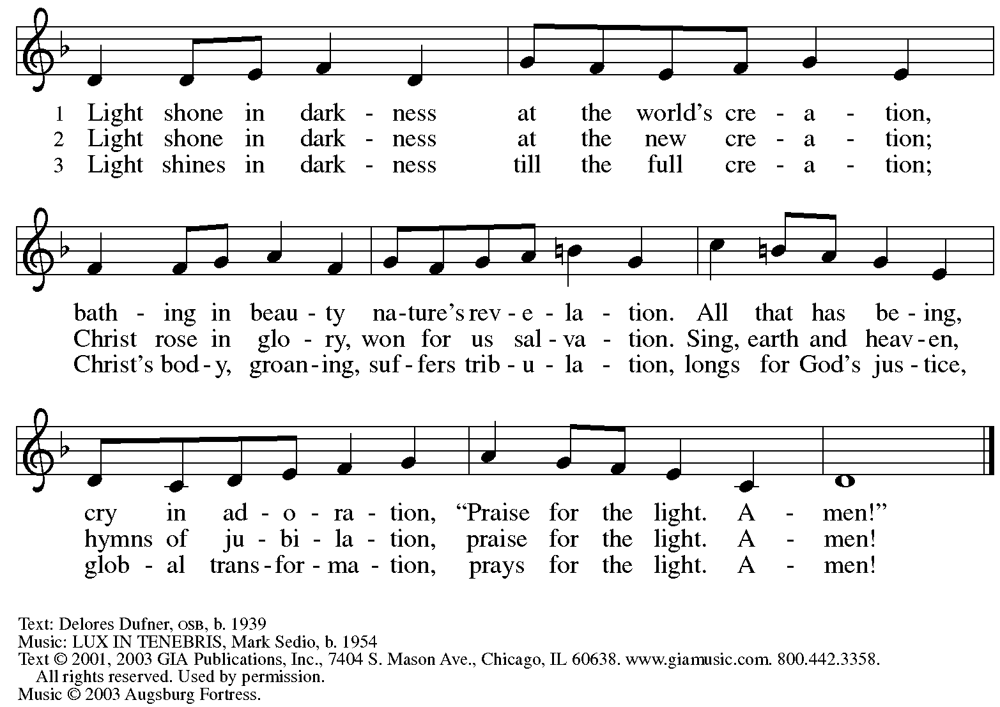 1 Light shone in dark - ness at the world’s cre - a - tion,
2 Light shone in dark - ness at the new cre - a - tion;
3 Light shines in dark - ness till the full cre - a - tion;
bath - ing in beau - ty na - ture’s rev - e - la - tion. All that has be - ing,
Christ rose in glo - ry, won for us sal - va - tion. Sing, earth and heav - en,
Christ’s bod - y, groan - ing, suf - fers trib - u - la - tion, longs for God’s jus - tice,
cry in ad - o - ra - tion, “Praise for the light. A - men!”
hymns of ju - bi - la - tion, praise for the light. A - men!
glob - al trans - for - ma - tion, prays for the light. A - men!
Text: Delores Dufner, OSB, b. 1939
Music: LUX IN TENEBRIS, Mark Sedio, b. 1954
Text © 2001, 2003 GIA Publications, Inc., 7404 S. Mason Ave., Chicago, IL 60638. www.giamusic.com. 800.442.3358.
All rights reserved. Used by permission.
Music © 2003 Augsburg Fortress.